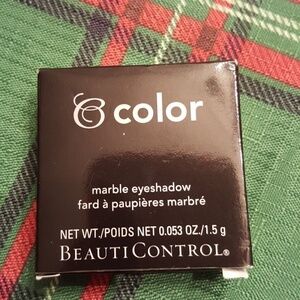 color
marble eyeshadow
fard à paupières marbré
NET WT./POIDS NET 0.053 OZ./1.5 g
BEAUTICONTROL®